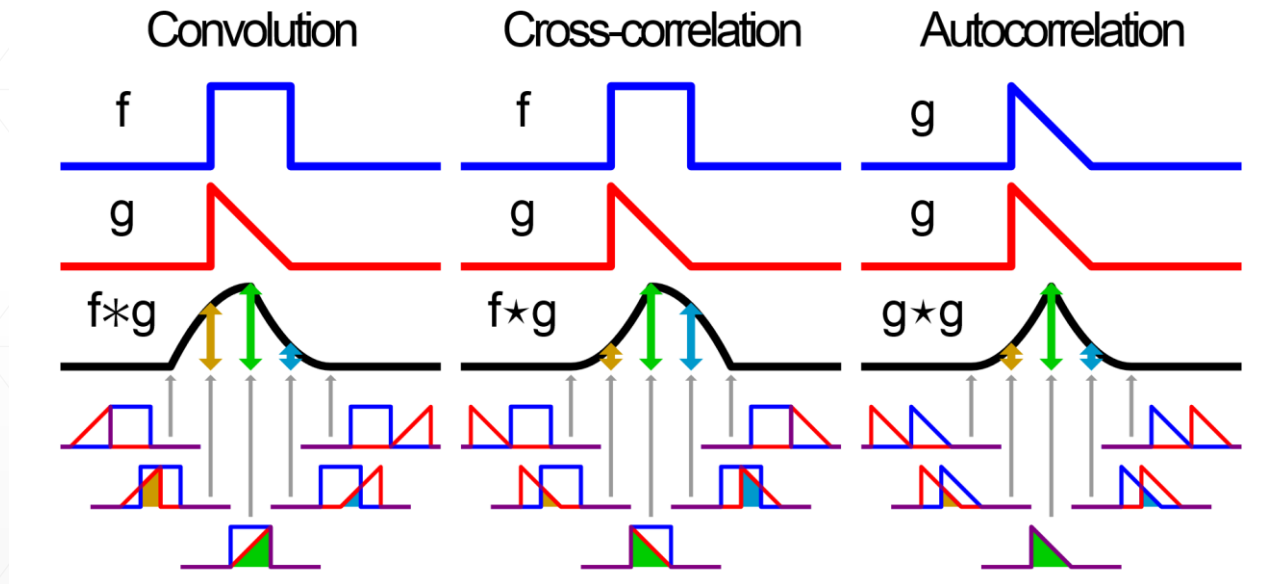 Convolution
Cross-correlation
Autocorrelation
f
f
g
g
g
g
f∗g
f⋆g
g⋆g